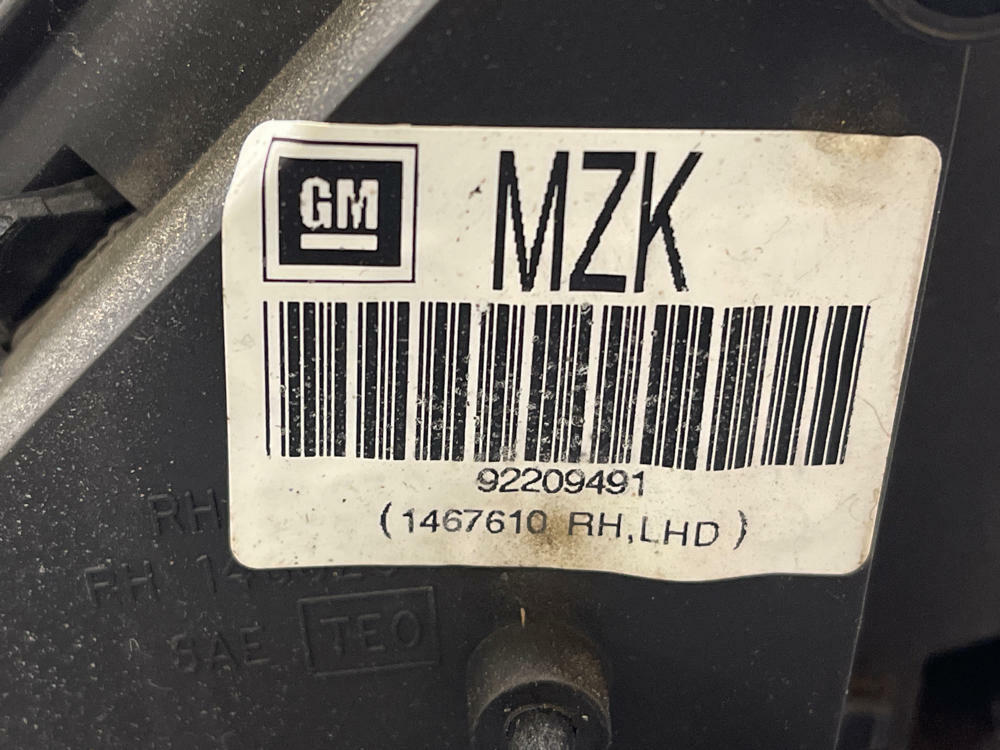 GM
MZK
92209491
(1467610 RH,LHD)
RH
RH
SAE TEO